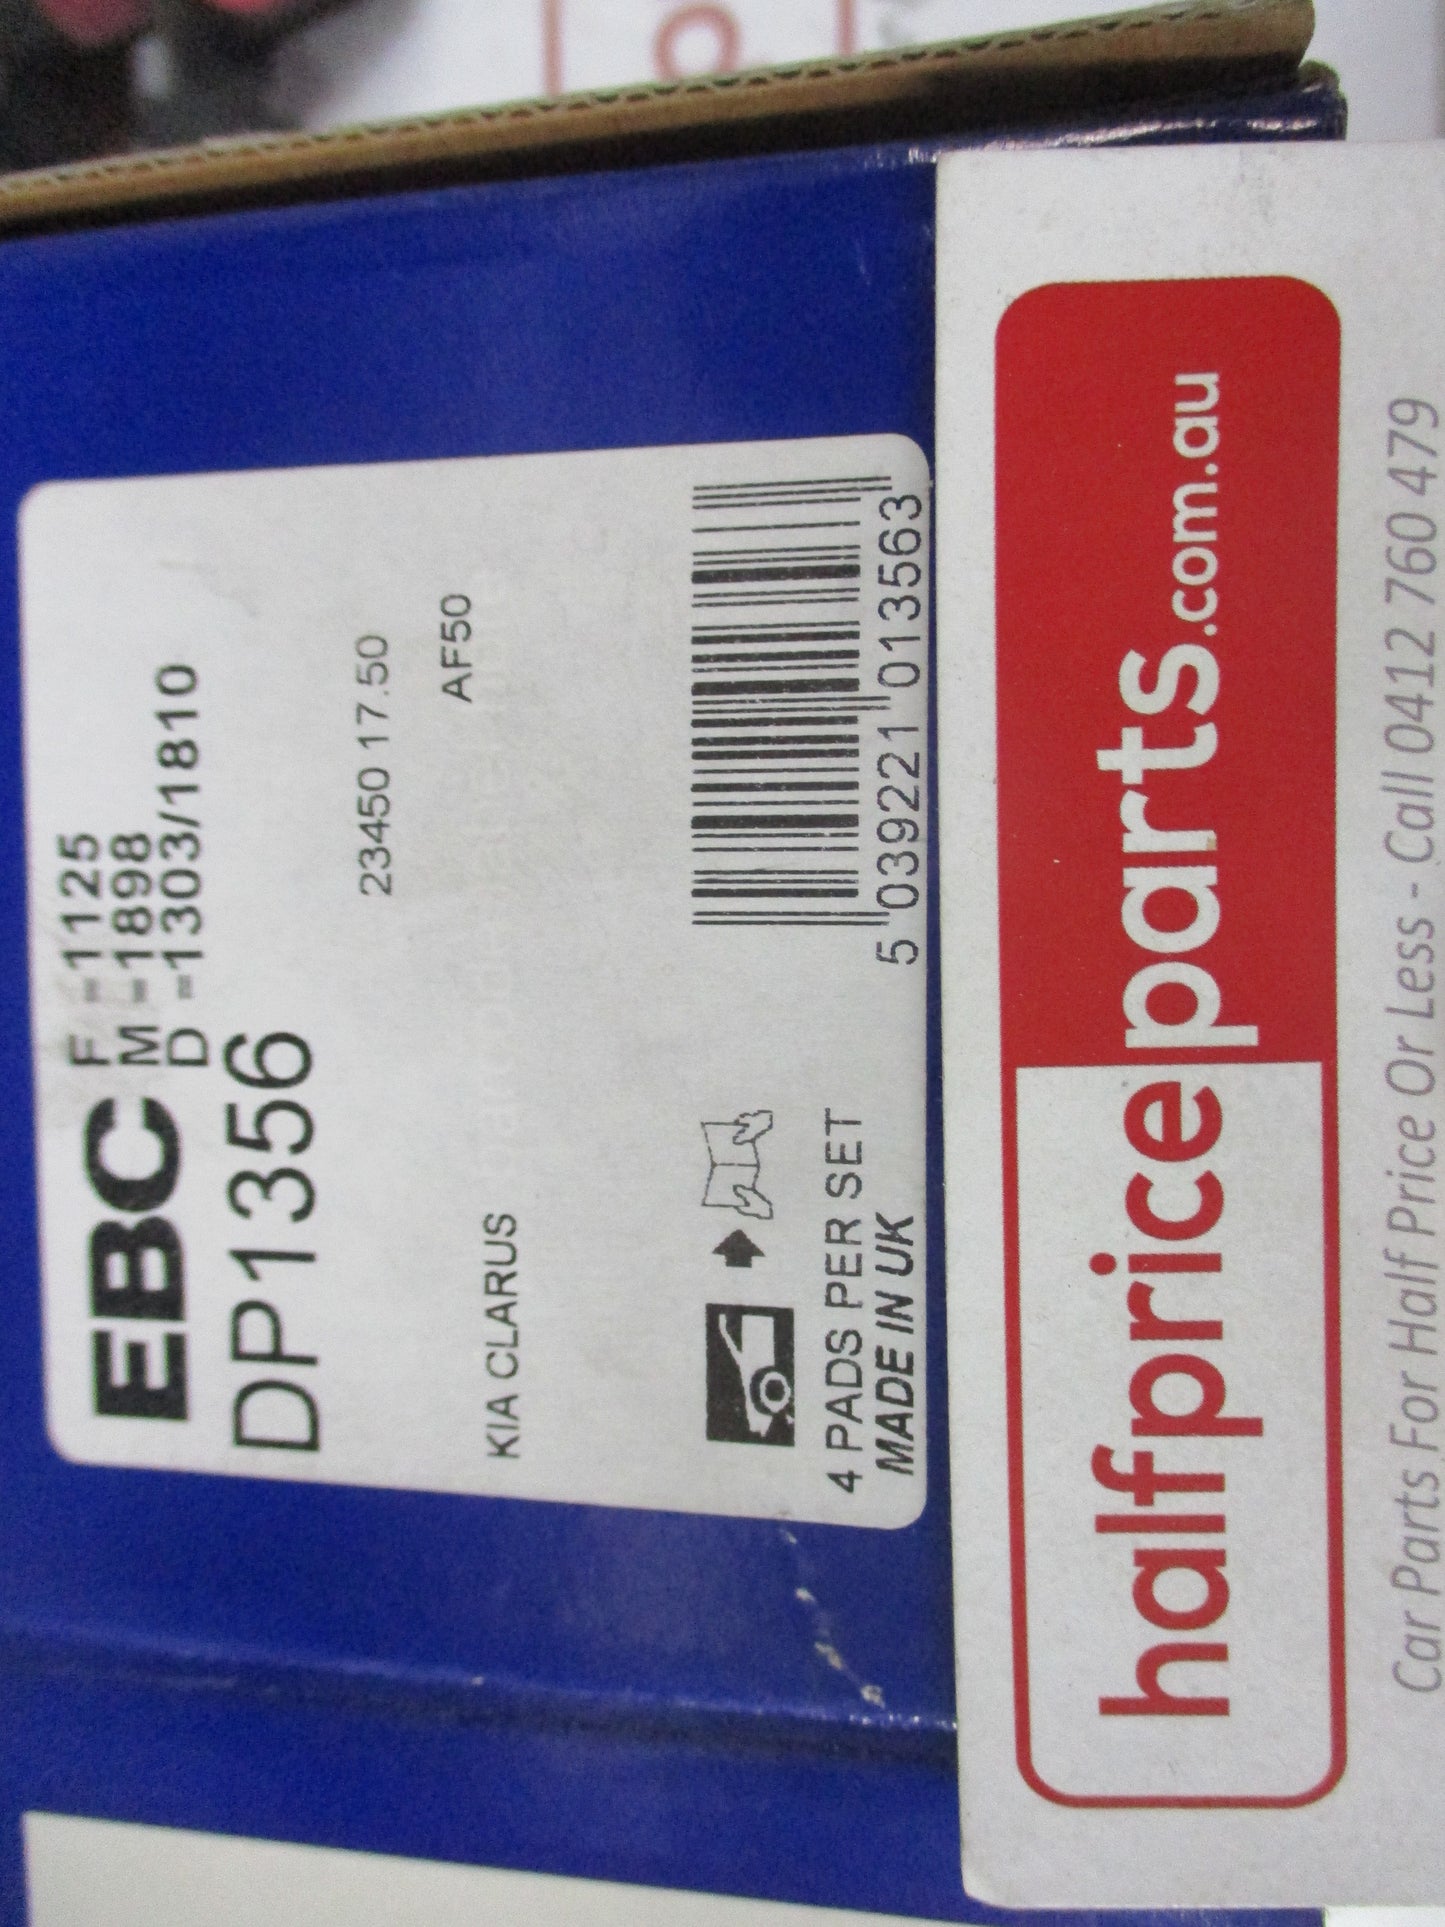 EBC
F -1125
M -1898
D -1303/1810
DP1356
23450 17.50
AF50
KIA CLARUS
4 PADS PER SET
MADE IN UK
5 039221 013563
halfpriceparts.com.au
Car Parts For Half Price Or Less - Call 0412 760 479